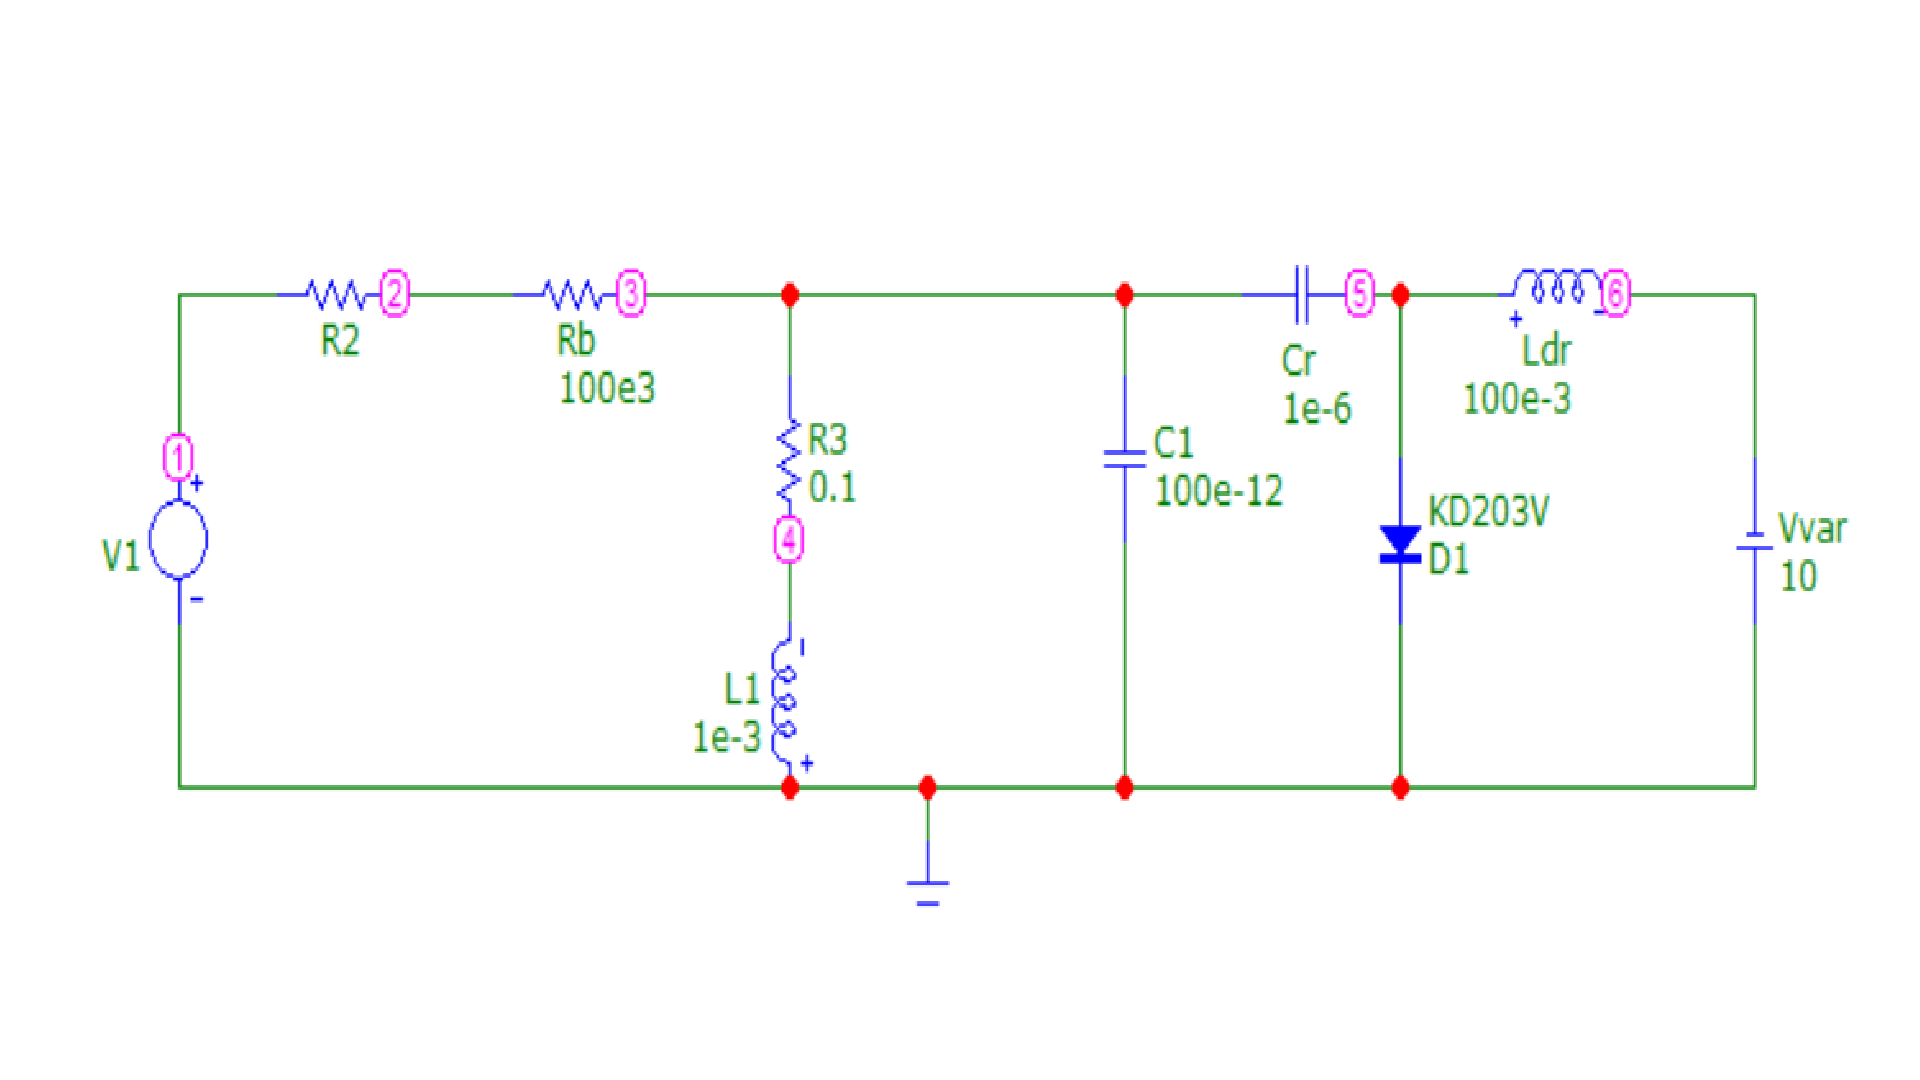 2
3
5
6
R2
Rb
100e3
Cr
1e-6
Ldr
100e-3
+
-
1
+
V1
-
R3
0.1
4
C1
100e-12
KD203V
D1
Vvar
10
L1
1e-3
-
+